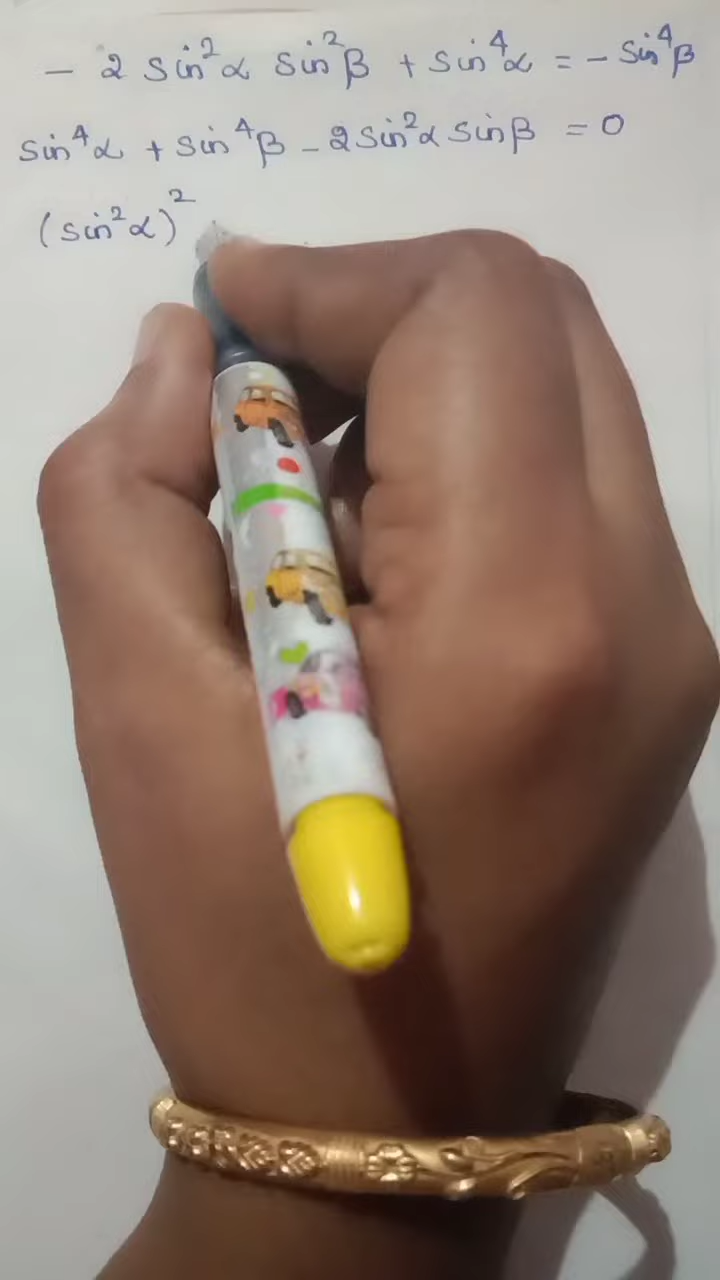 - 2 sin²α sin²β + sin⁴α = - sin⁴β
sin⁴α + sin⁴β - 2 sin²α sinβ = 0
(sin²α)²